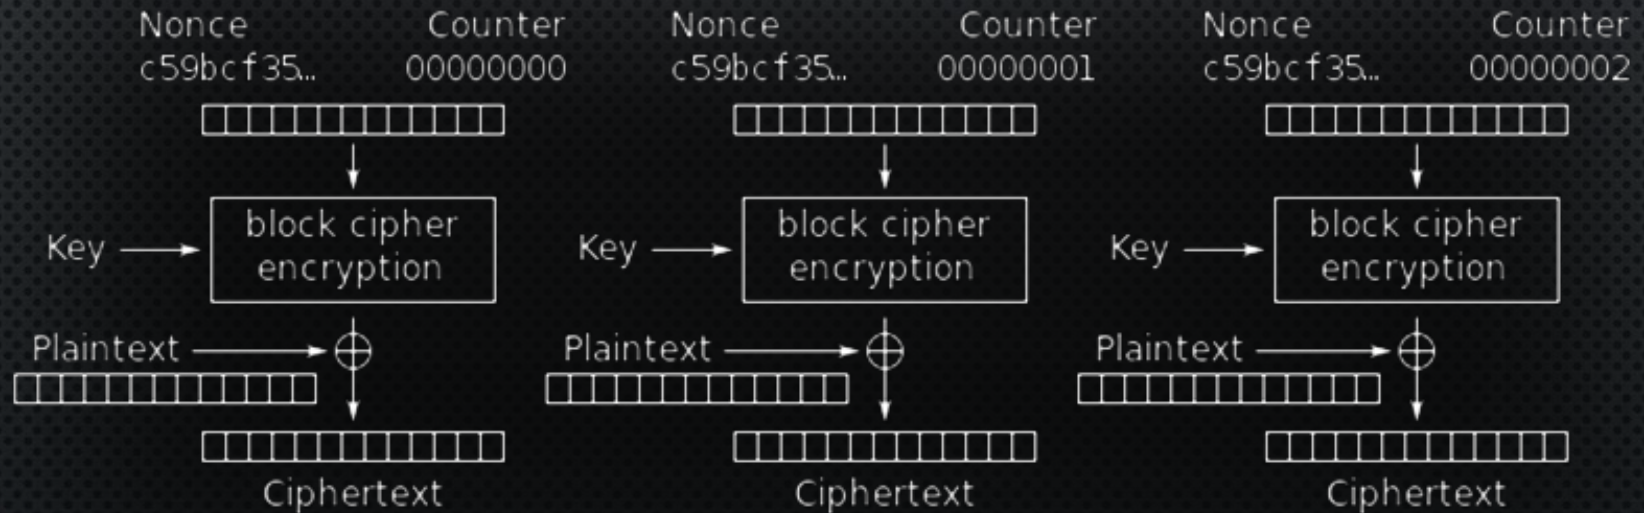 Nonce Counter Nonce Counter Nonce Counter
c59bcf35… 00000000 c59bcf35… 00000001 c59bcf35… 00000002
block cipher block cipher block cipher
Key encryption Key encryption Key encryption
Plaintext Plaintext Plaintext
Ciphertext Ciphertext Ciphertext